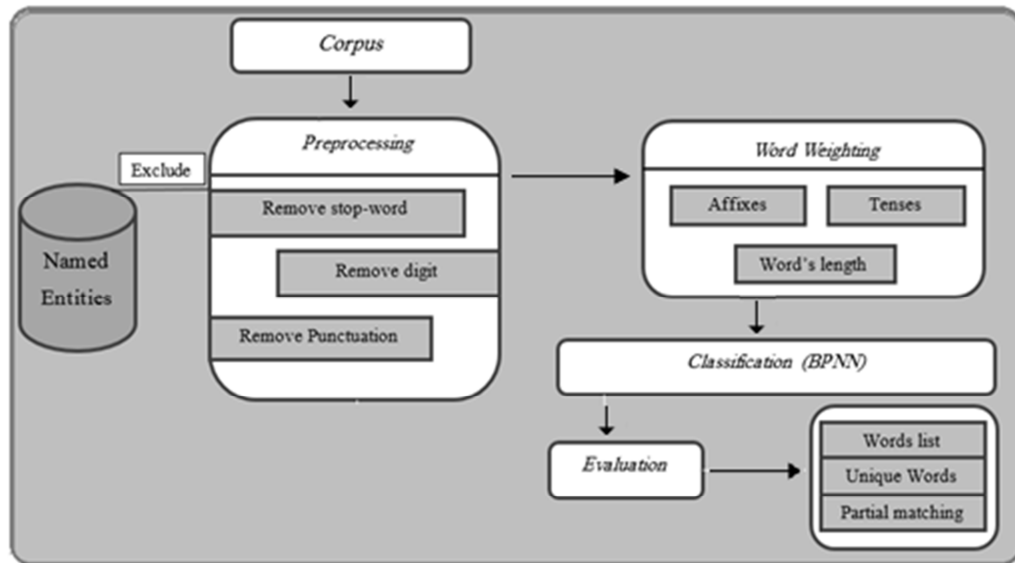 Corpus
Preprocessing
Exclude
Remove stop-word
Remove digit
Remove Punctuation
Named
Entities
Word Weighting
Affixes
Tenses
Word's length
Classification (BPNN)
Evaluation
Words list
Unique Words
Partial matching